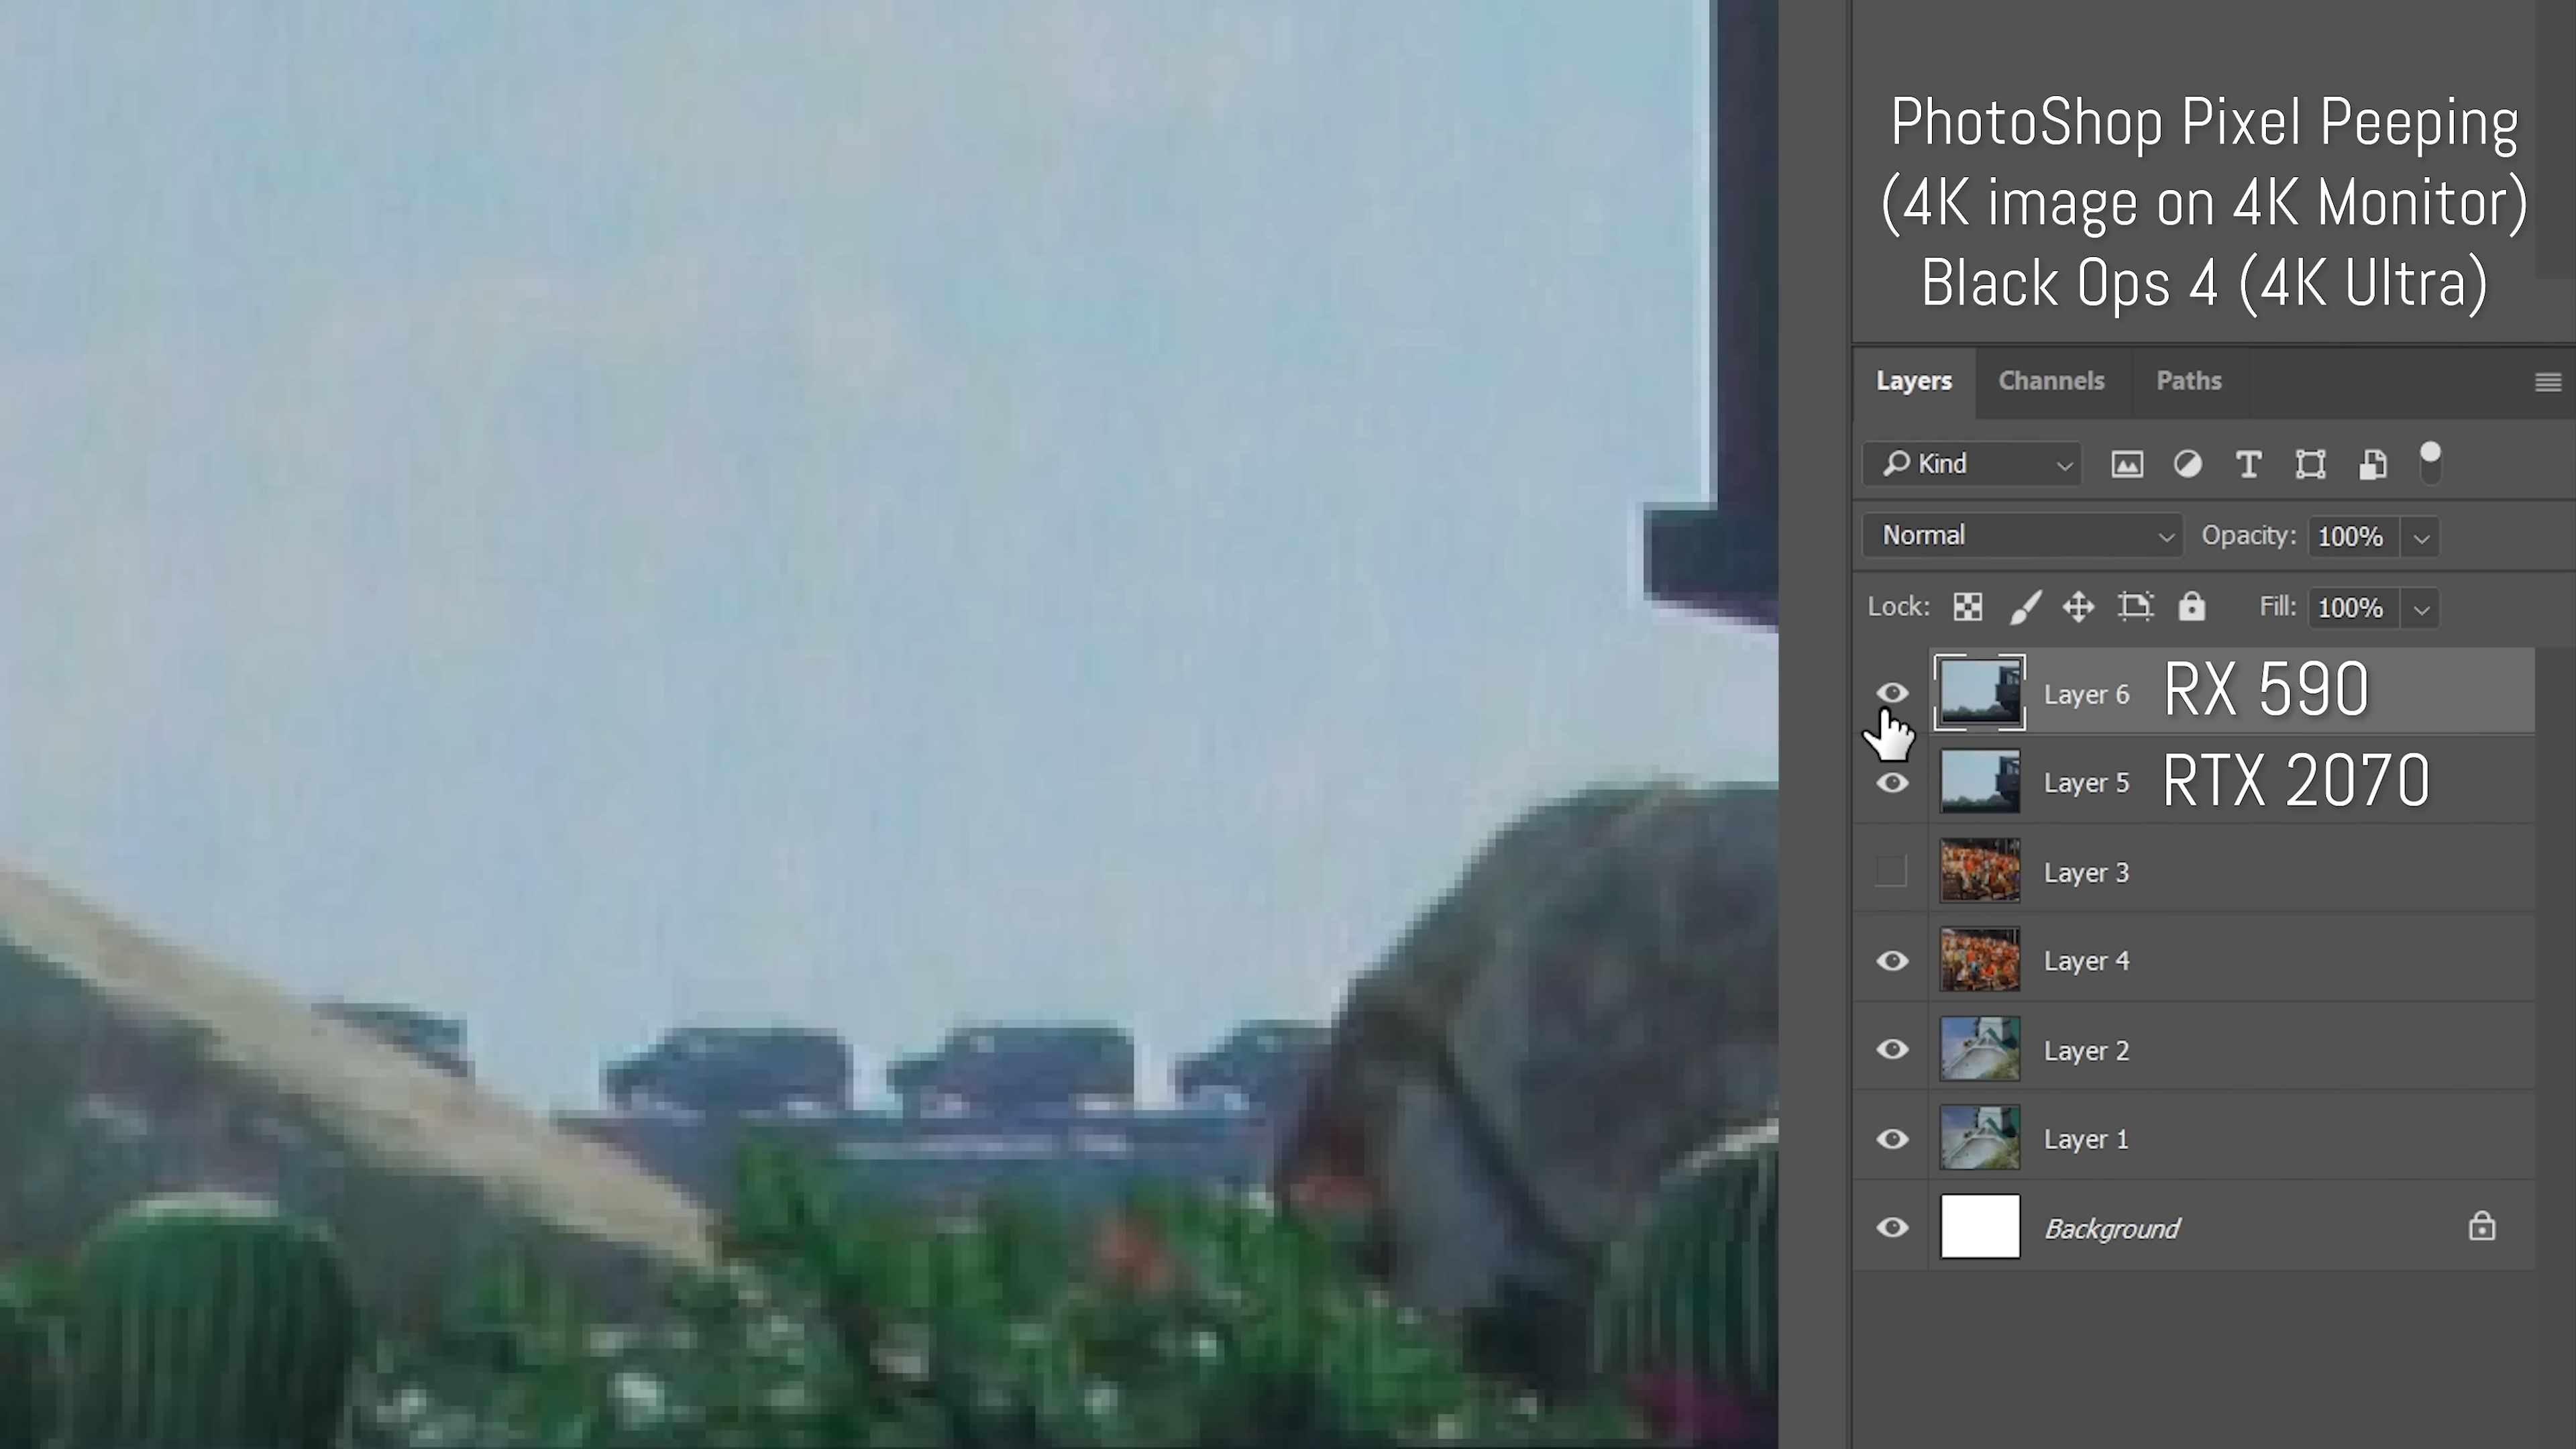 PhotoShop Pixel Peeping
(4K image on 4K Monitor)
Black Ops 4 (4K Ultra)
Layers Channels Paths
Kind
Normal Opacity: 100%
Lock: Fill: 100%
Layer 6 RX 590
Layer 5 RTX 2070
Layer 3
Layer 4
Layer 2
Layer 1
Background